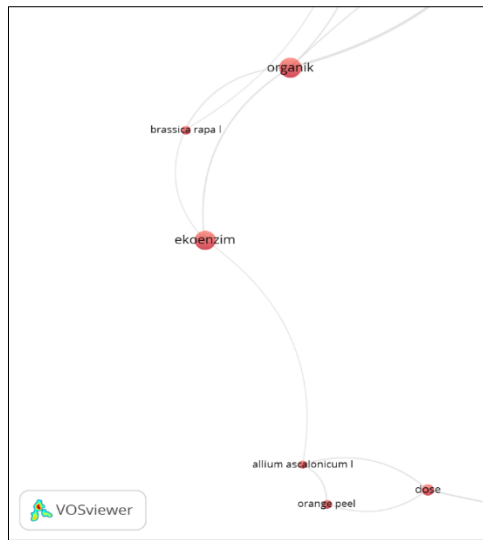 organik
brassica rapa l
ekoenzim
allium ascalonicum l
dose
orange peel
VOSviewer